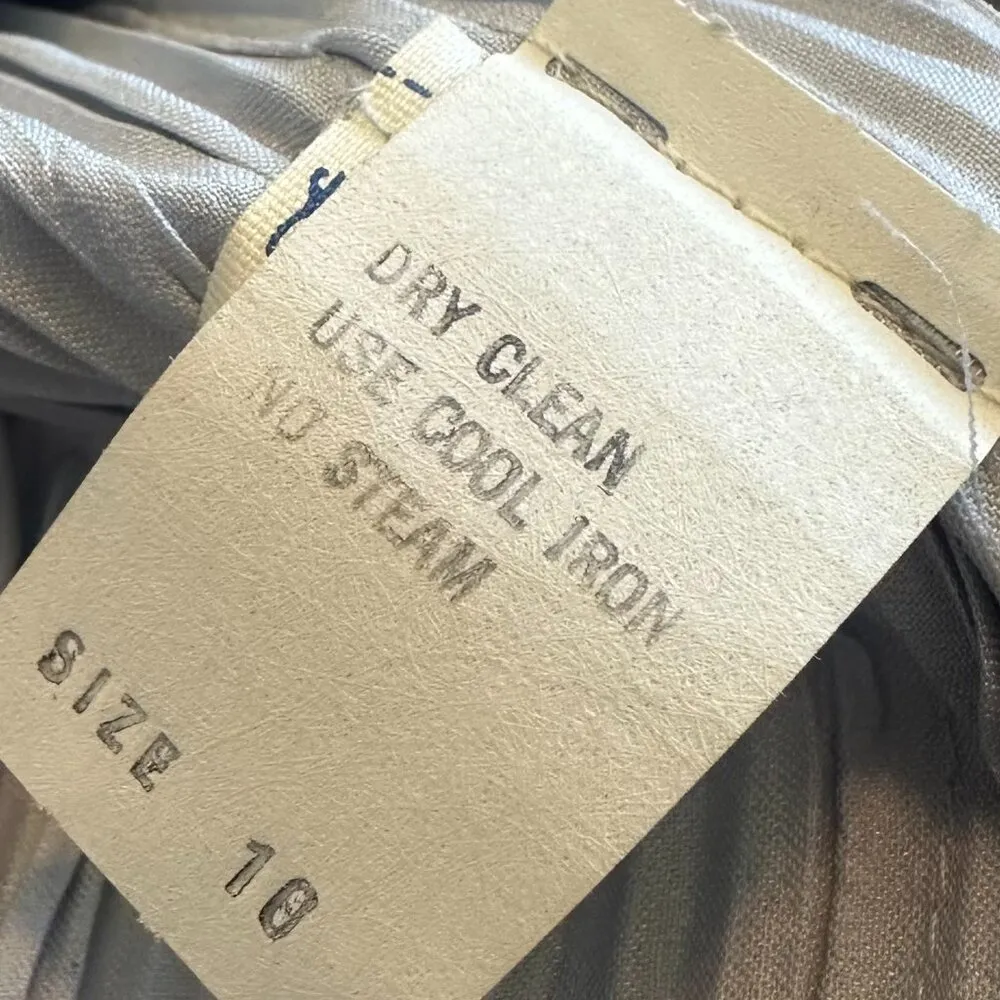 DRY CLEAN
USE COOL IRON
NO STEAM
SIZE 10